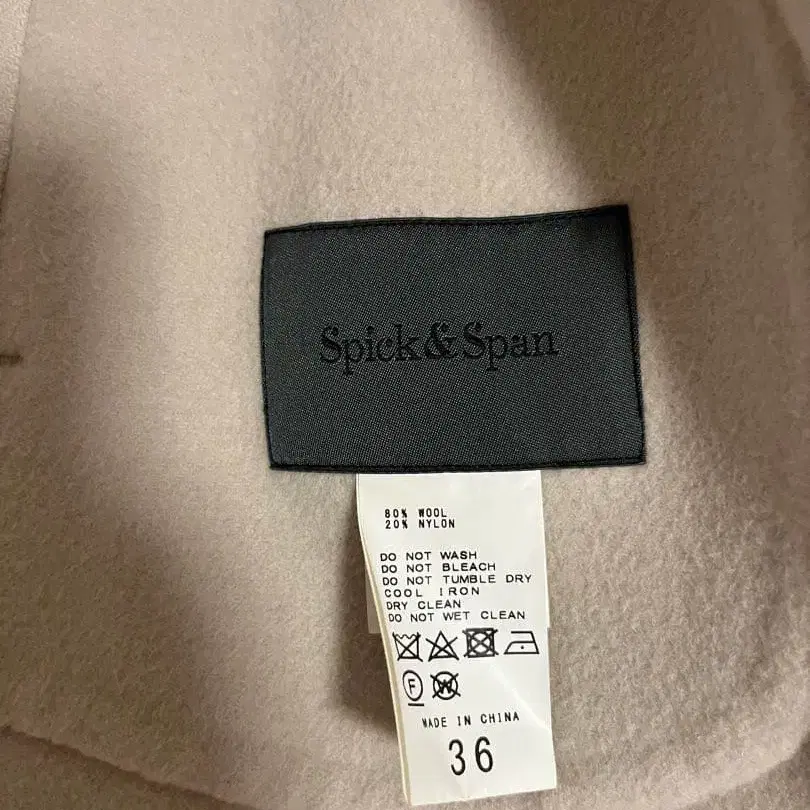 Spick&Span
80% WOOL
20% NYLON
DO NOT WASH
DO NOT BLEACH
DO NOT TUMBLE DRY
COOL IRON
DRY CLEAN
DO NOT WET CLEAN
F W
MADE IN CHINA
36